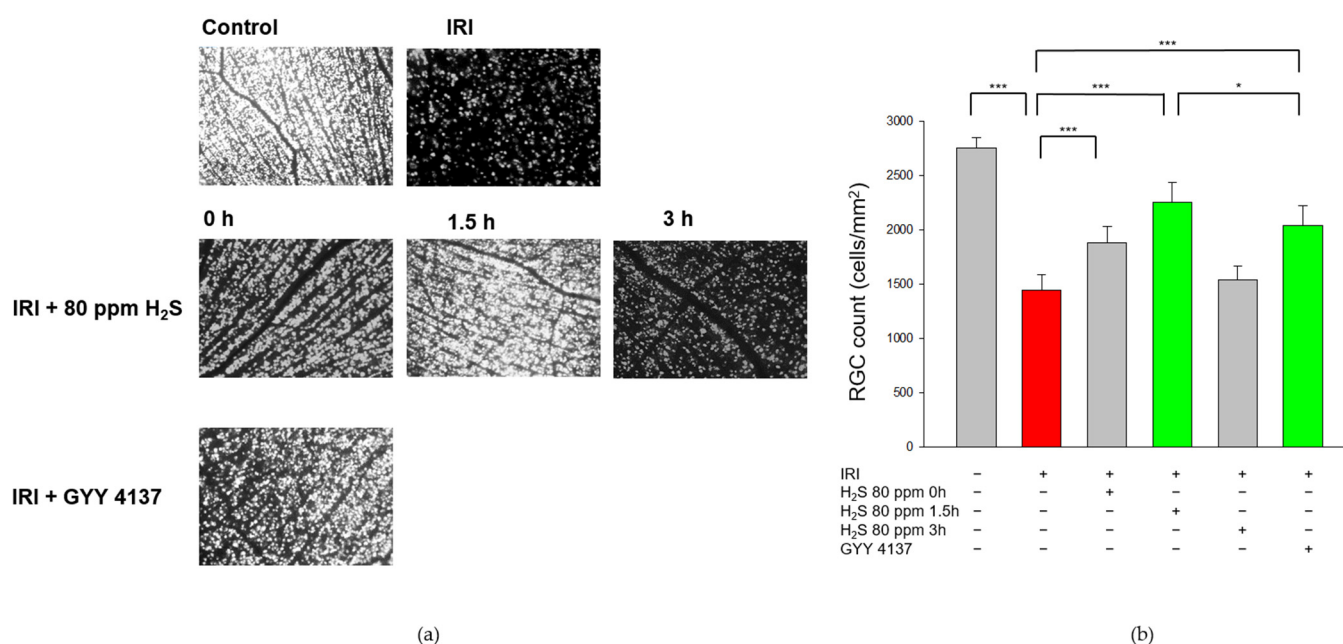 Control IRI
0 h 1.5 h 3 h
IRI + 80 ppm H₂S
IRI + GYY 4137
(a)
***
*** *** *
***
RGC count (cells/mm²)
3000
2500
2000
1500
1000
500
0
IRI − + + + + +
H₂S 80 ppm 0h − − + − − −
H₂S 80 ppm 1.5h − − − + − −
H₂S 80 ppm 3h − − − − + −
GYY 4137 − − − − − +
(b)